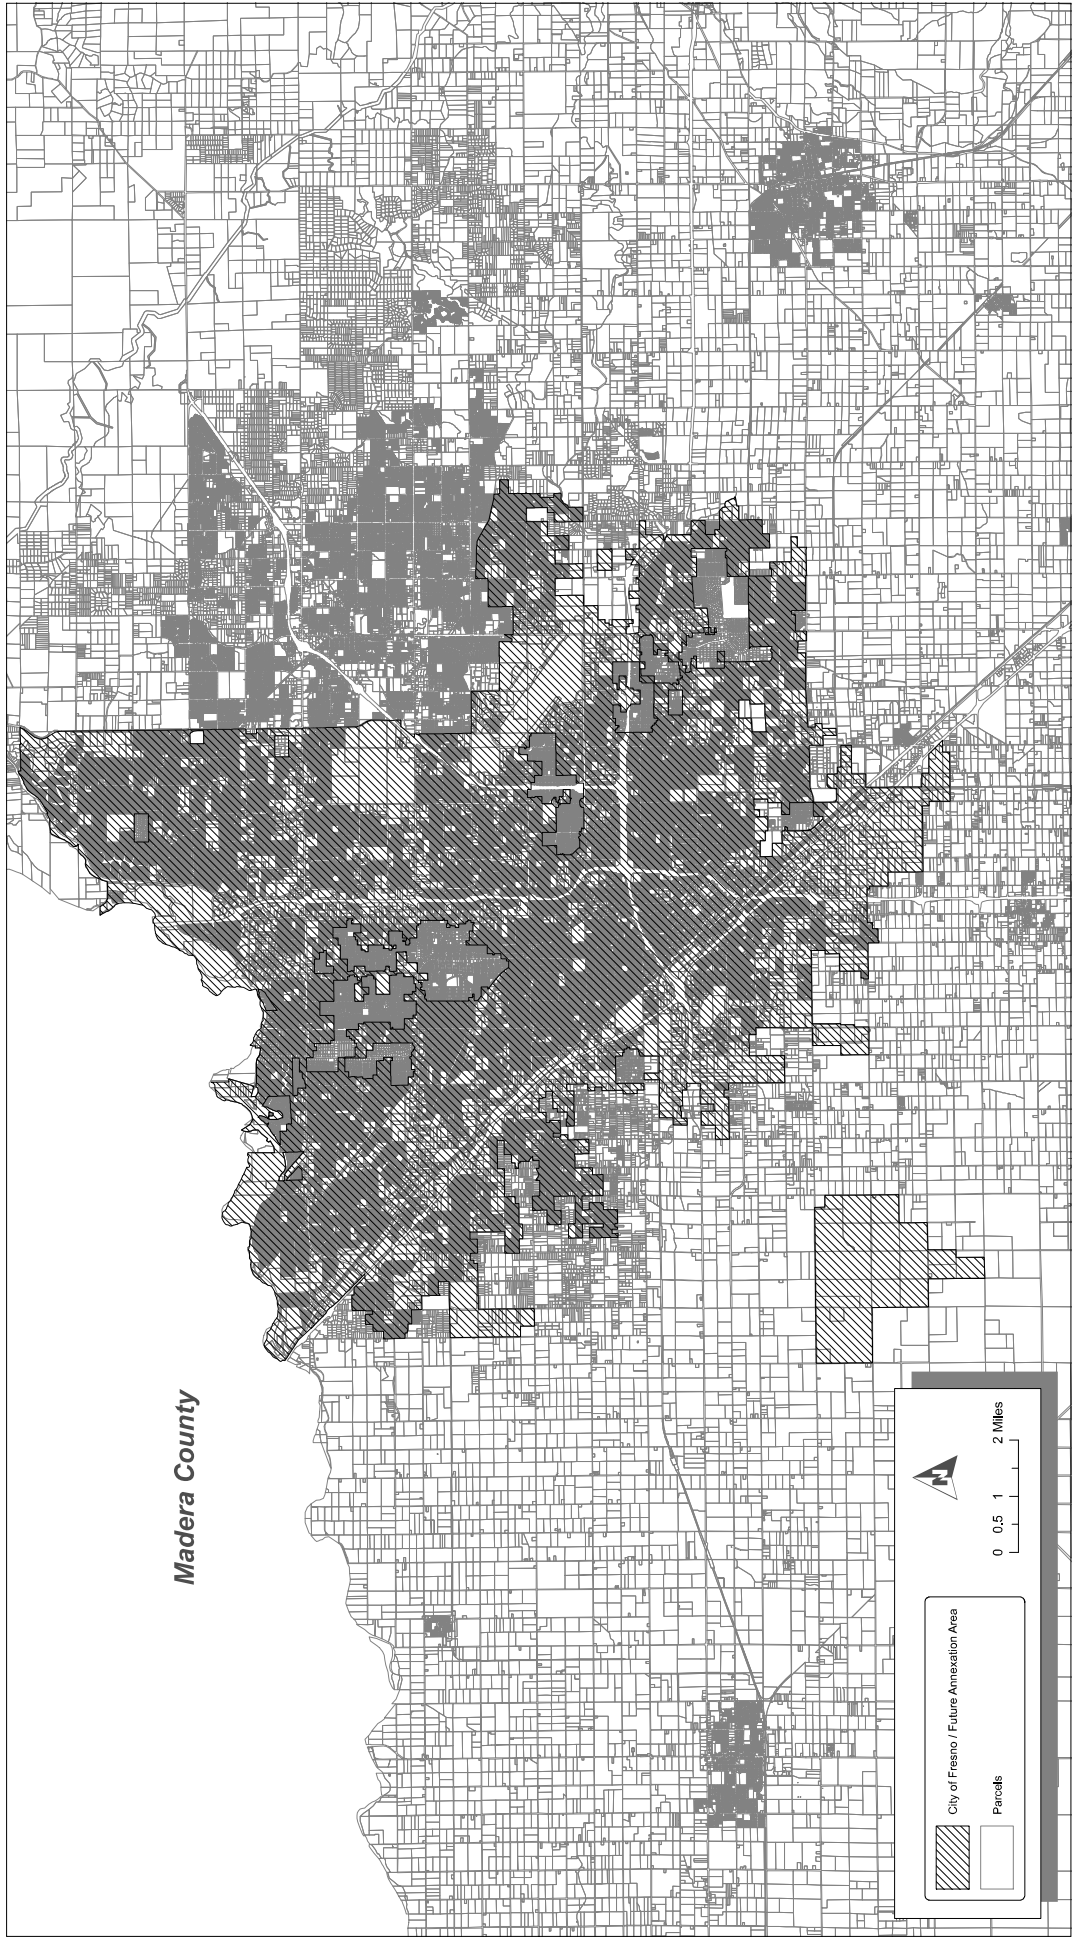 Madera County
N
0 0.5 1 2 Miles
City of Fresno / Future Annexation Area
Parcels